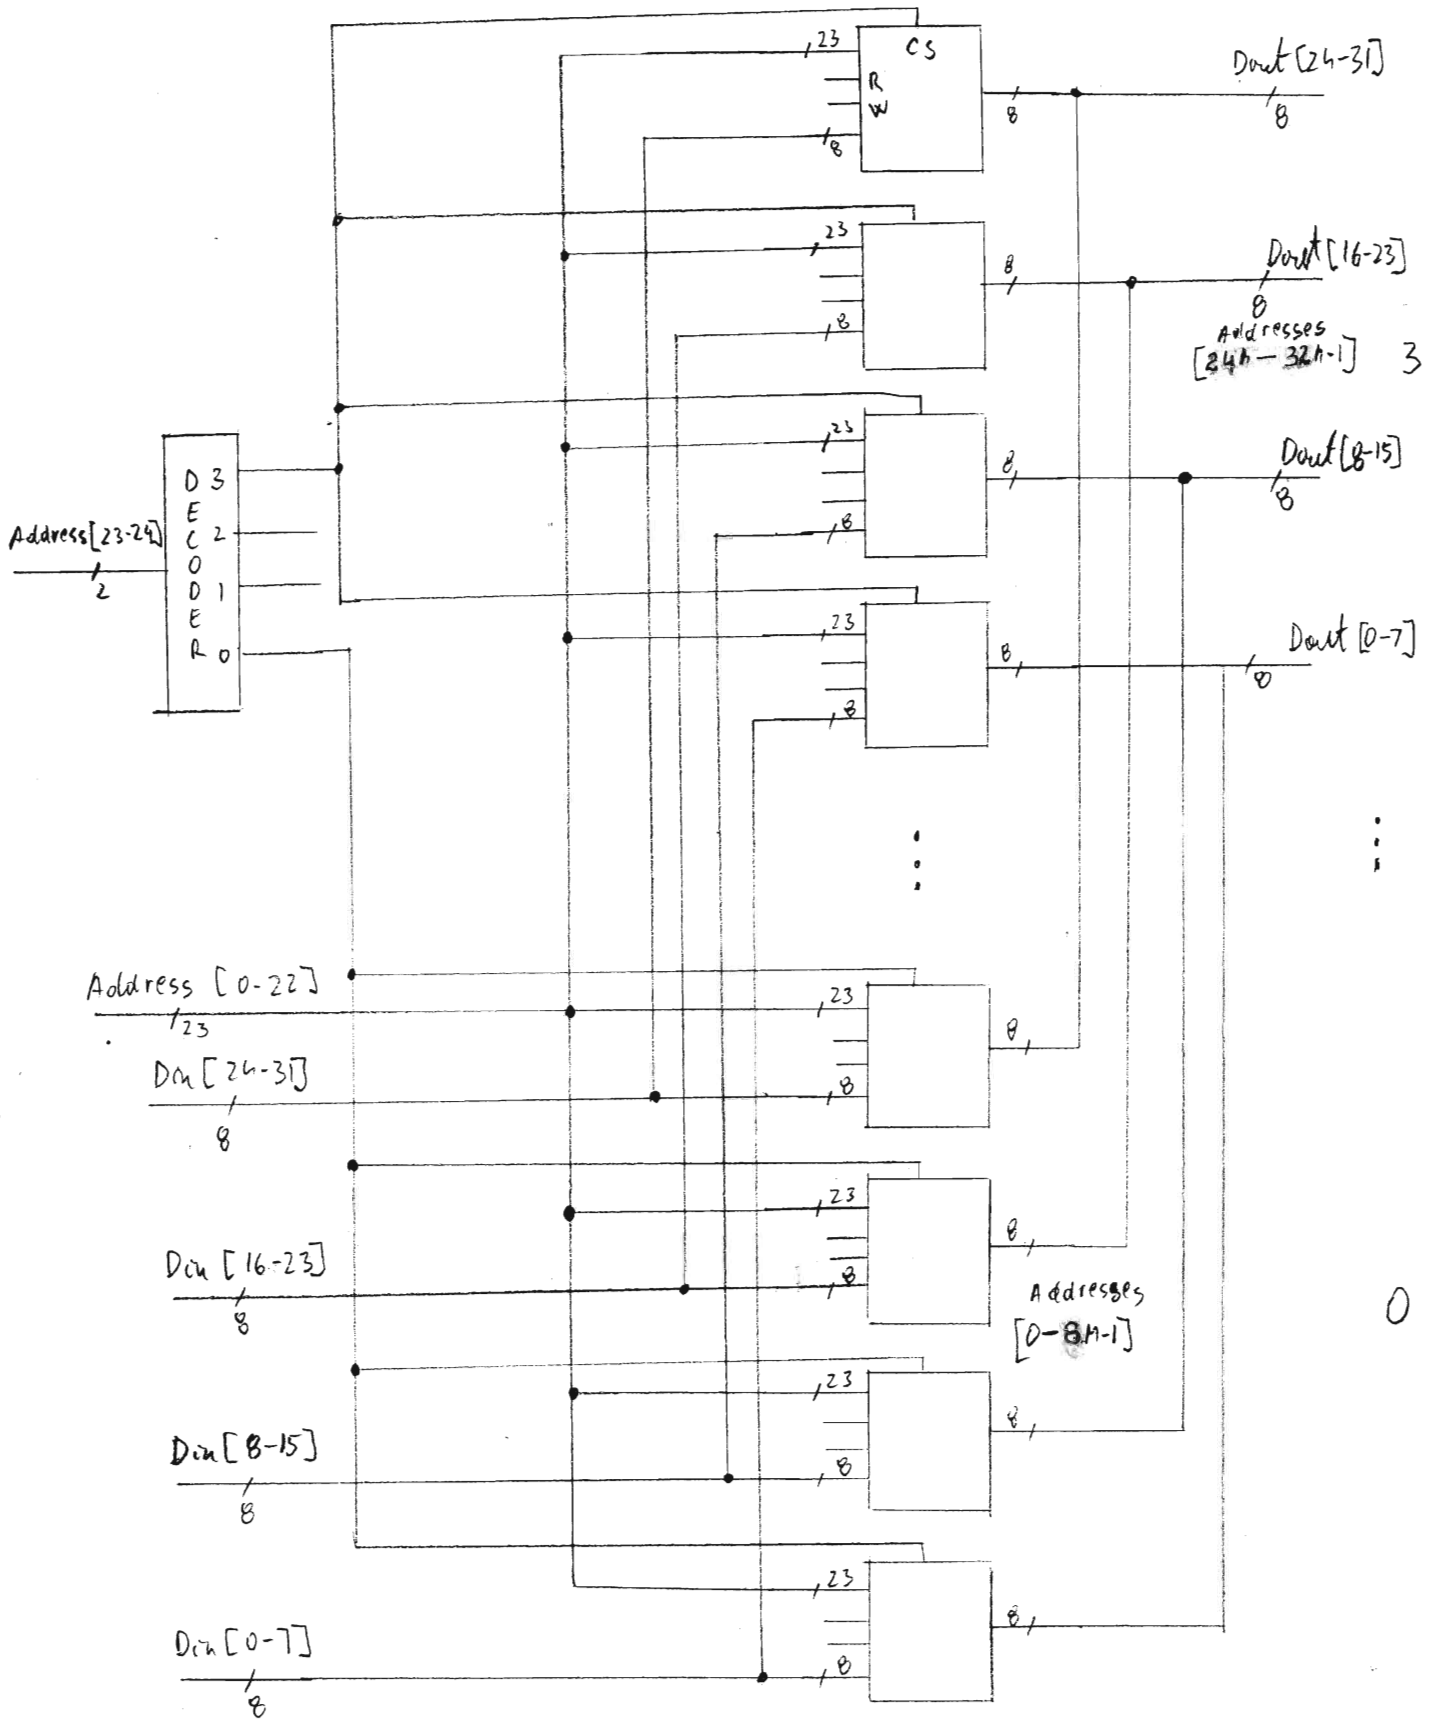 CS
23
R
W
8
8
Dout [24-31]
8
23
8
8
Dout [16-23]
8
Addresses
[24M - 32M-1]
3
23
8
8
Dout [8-15]
8
DECODER
3
2
1
0
Address [23-24]
2
23
8
8
Dout [0-7]
8
Address [0-22]
23
23
8
8
Din [24-31]
8
23
8
8
Din [16-23]
8
Addresses
[0-8M-1]
0
23
8
8
Din [8-15]
8
23
8
8
Din [0-7]
8